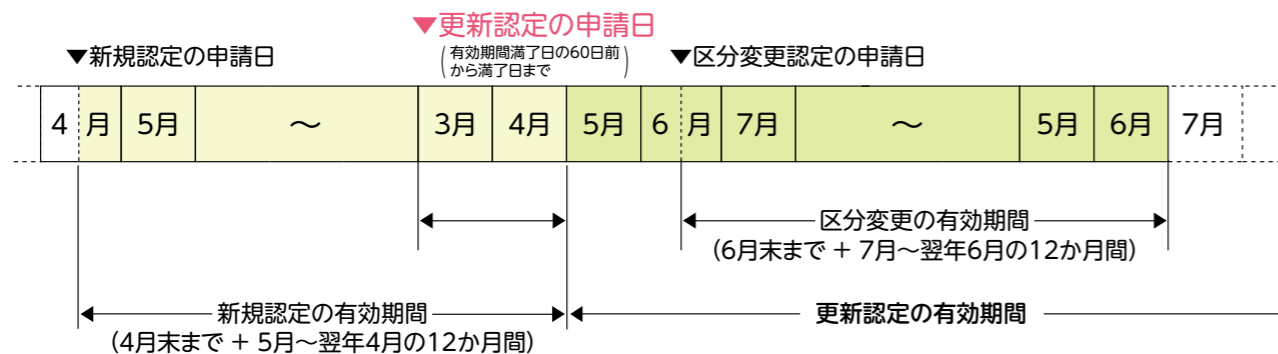 ▼更新認定の申請日
(有効期間満了日の60日前
から満了日まで)
▼新規認定の申請日
▼区分変更認定の申請日
4 月 5月 ～ 3月 4月 5月 6 月 7月 ～ 5月 6月 7月
区分変更の有効期間
(6月末まで + 7月～翌年6月の12か月間)
新規認定の有効期間
(4月末まで + 5月～翌年4月の12か月間)
更新認定の有効期間